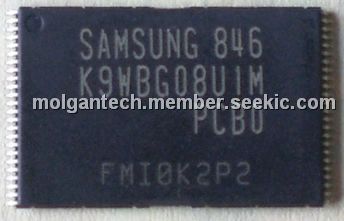 SAMSUNG 846
K9WBG08U1M
molgantech.member.seekic.com
PCB0
FMI0K2P2